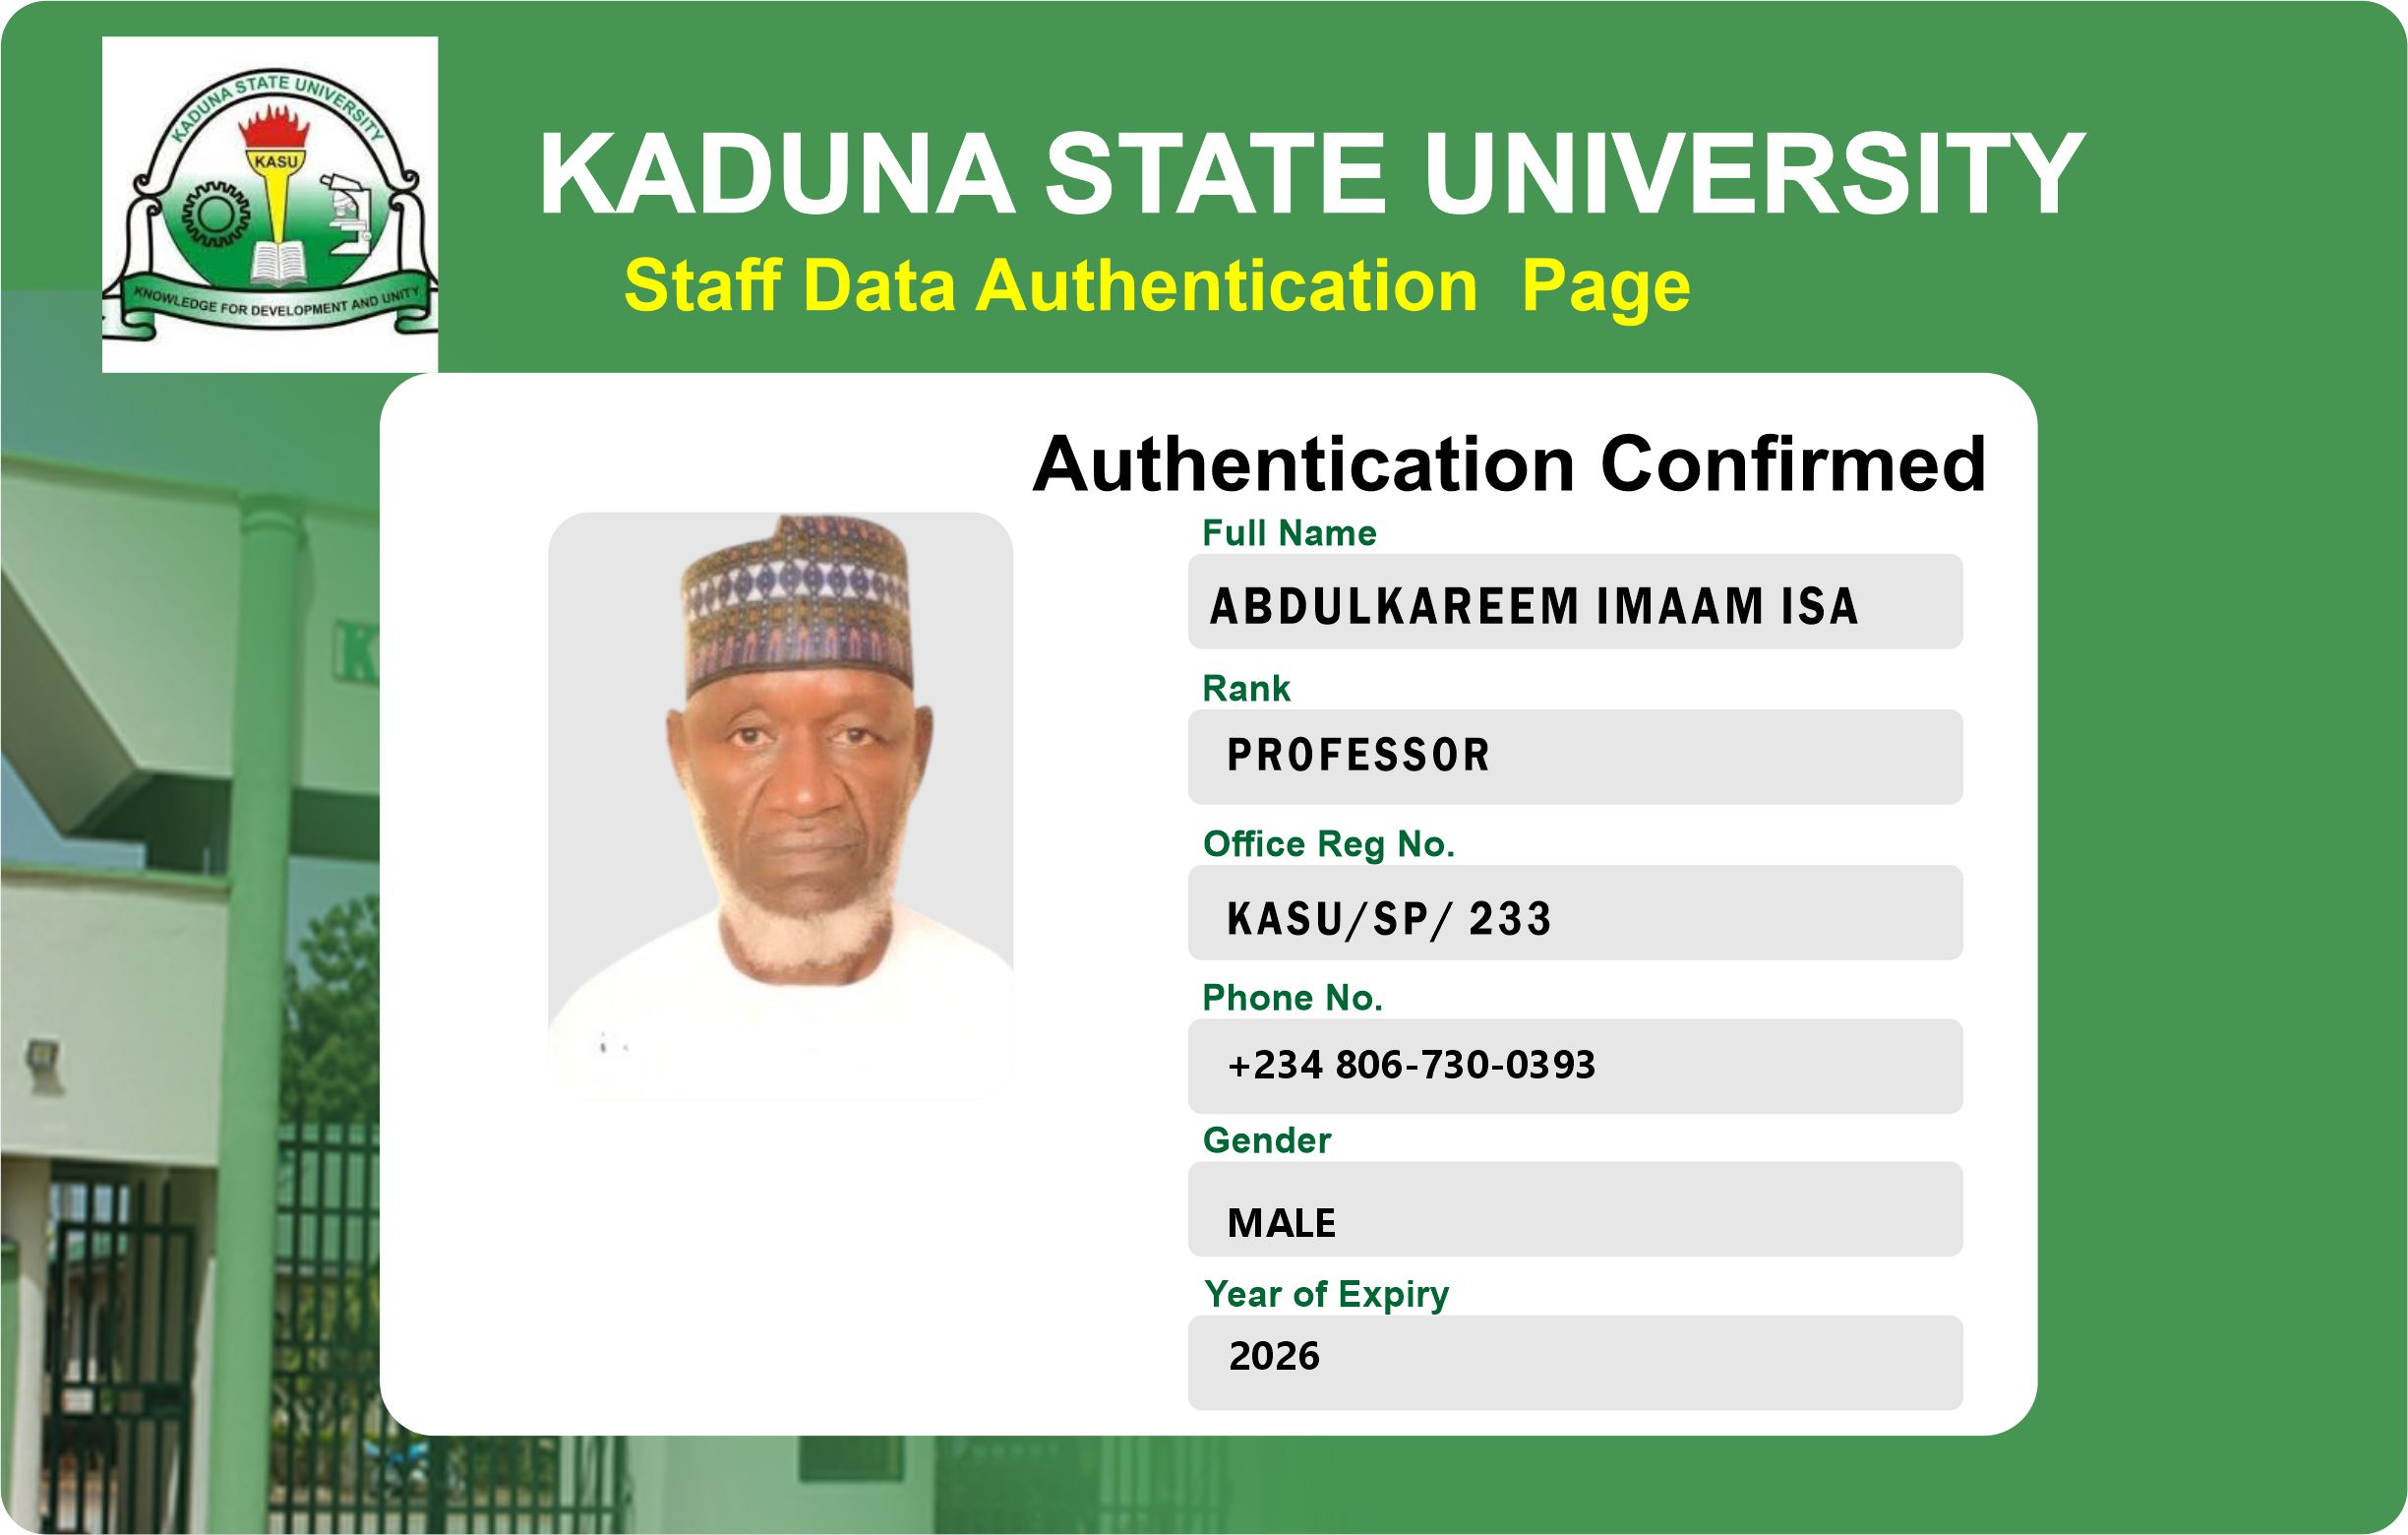 KADUNA STATE UNIVERSITY
KASU
KNOWLEDGE FOR DEVELOPMENT AND UNITY
KADUNA STATE UNIVERSITY
Staff Data Authentication Page
K
Authentication Confirmed
Full Name
ABDULKAREEM IMAAM ISA
Rank
PROFESSOR
Office Reg No.
KASU/SP/ 233
Phone No.
+234 806-730-0393
Gender
MALE
Year of Expiry
2026